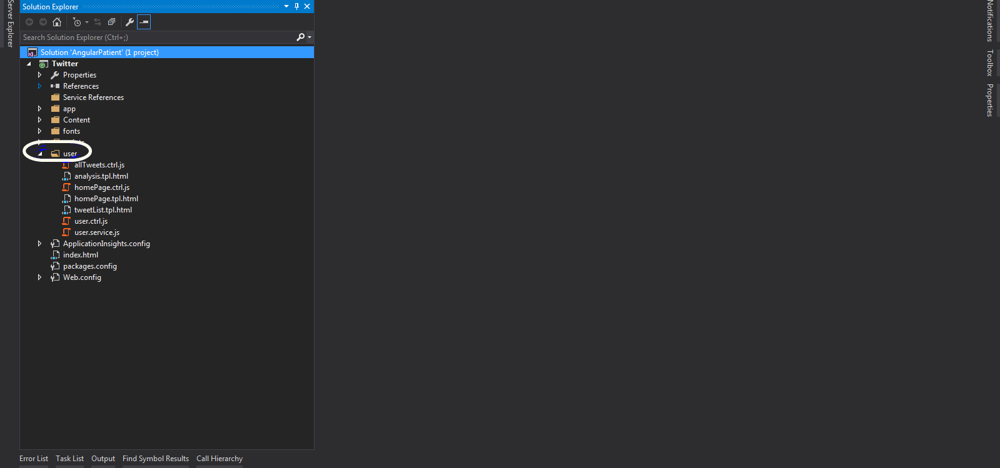 Server Explorer
Solution Explorer
Search Solution Explorer (Ctrl+;)
Solution 'AngularPatient' (1 project)
Twitter
Properties
References
Service References
app
Content
fonts
user
allTweets.ctrl.js
analysis.tpl.html
homePage.ctrl.js
homePage.tpl.html
tweetList.tpl.html
user.ctrl.js
user.service.js
ApplicationInsights.config
index.html
packages.config
Web.config
Error List Task List Output Find Symbol Results Call Hierarchy
Notifications
Toolbox
Properties